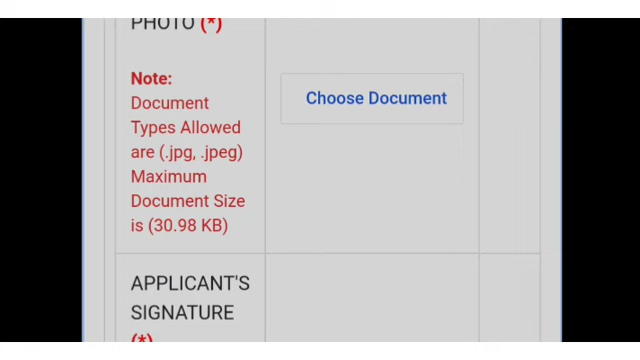 PHOTO (*)
Note:
Document
Types Allowed
are (.jpg, .jpeg)
Maximum
Document Size
is (30.98 KB)
Choose Document
APPLICANT'S
SIGNATURE
(*)